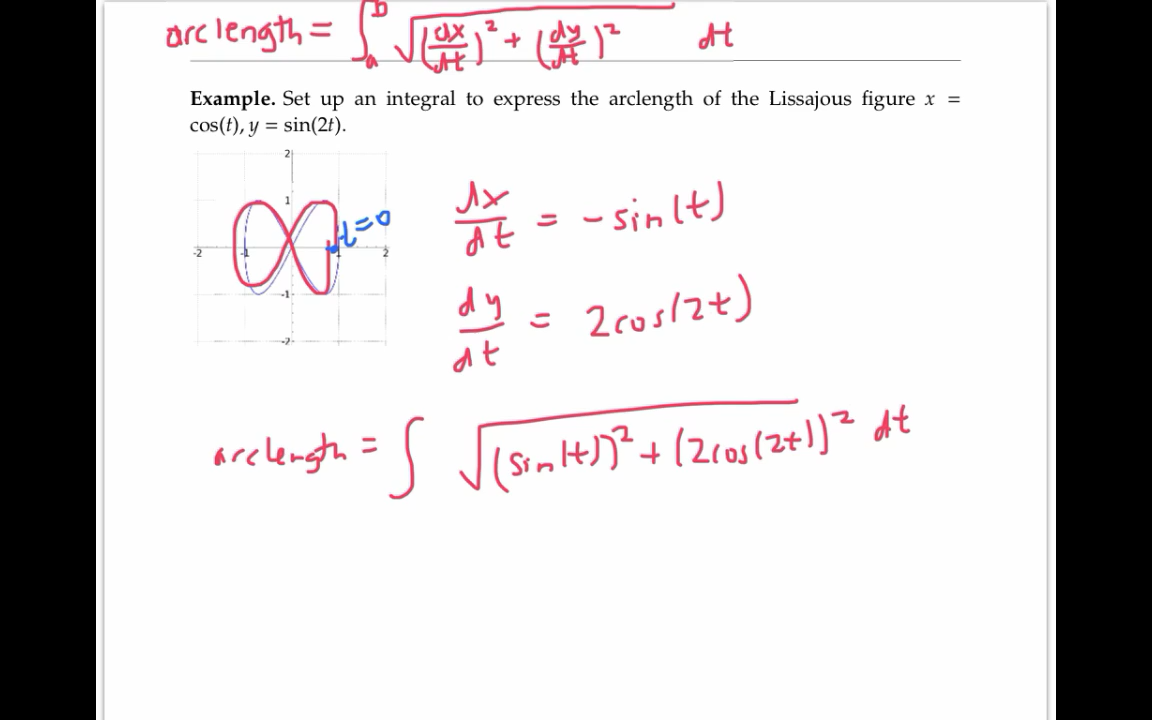 arclength = ∫_a^b √((dx/dt)² + (dy/dt)²) dt
Example. Set up an integral to express the arclength of the Lissajous figure x =
cos(t), y = sin(2t).
2
1
t=0
-2 -1 1 2
-1
-2
dx/dt = -sin(t)
dy/dt = 2cos(2t)
arclength = ∫ √((sin(t))² + (2cos(2t))² dt